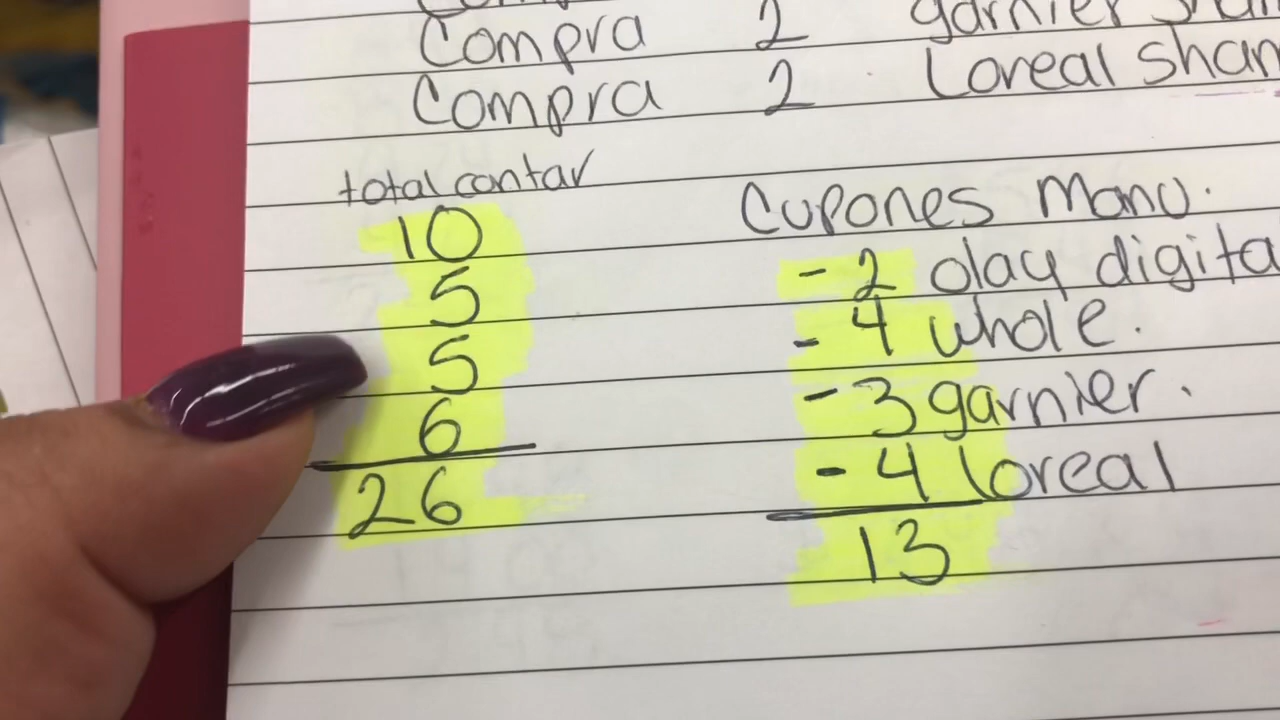 Compra 2 garnier
Compra 2 Loreal
total contar
10
5
5
6
26
Cupones Manu.
-2 olay
-4 whole.
-3 garnier.
-4 loreal
13